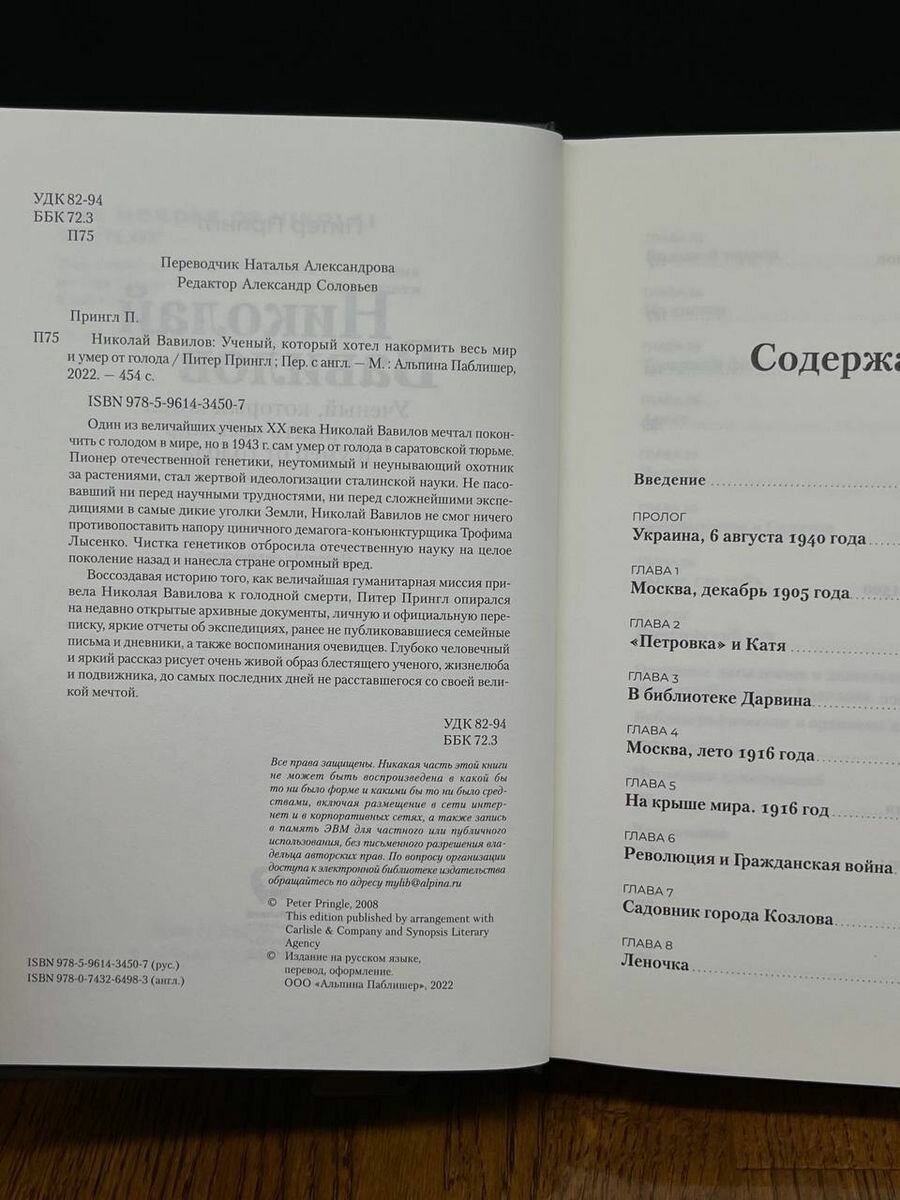 УДК 82-94
ББК 72.3
П75
Переводчик Наталья Александрова
Редактор Александр Соловьев
Прингл П.
П75 Николай Вавилов: Ученый, который хотел накормить весь мир
и умер от голода / Питер Прингл ; Пер. с англ. — М. : Альпина Паблишер,
2022. — 454 с.
ISBN 978-5-9614-3450-7
Один из величайших ученых XX века Николай Вавилов мечтал покон-
чить с голодом в мире, но в 1943 г. сам умер от голода в саратовской тюрьме.
Пионер отечественной генетики, неутомимый и неунывающий охотник
за растениями, стал жертвой идеологизации сталинской науки. Не пасо-
вавший ни перед научными трудностями, ни перед сложнейшими экспе-
дициями в самые дикие уголки Земли, Николай Вавилов не смог ничего
противопоставить напору циничного демагога-конъюнктурщика Трофима
Лысенко. Чистка генетиков отбросила отечественную науку на целое
поколение назад и нанесла стране огромный вред.
Воссоздавая историю того, как величайшая гуманитарная миссия при-
вела Николая Вавилова к голодной смерти, Питер Прингл опирался
на недавно открытые архивные документы, личную и официальную пере-
писку, яркие отчеты об экспедициях, ранее не публиковавшиеся семейные
письма и дневники, а также воспоминания очевидцев. Глубоко человечный
и яркий рассказ рисует очень живой образ блестящего ученого, жизнелюба
и подвижника, до самых последних дней не расставшегося со своей вели-
кой мечтой.
УДК 82-94
ББК 72.3
Все права защищены. Никакая часть этой книги
не может быть воспроизведена в какой бы
то ни было форме и какими бы то ни было сред-
ствами, включая размещение в сети интер-
нет и в корпоративных сетях, а также запись
в память ЭВМ для частного или публичного
использования, без письменного разрешения вла-
дельца авторских прав. По вопросу организации
доступа к электронной библиотеке издательства
обращайтесь по адресу mylib@alpina.ru
© Peter Pringle, 2008
This edition published by arrangement with
Carlisle & Company and Synopsis Literary
Agency
© Издание на русском языке,
перевод, оформление.
ООО «Альпина Паблишер», 2022
ISBN 978-5-9614-3450-7 (рус.)
ISBN 978-0-7432-6498-3 (англ.)
Содержа
Введение
ПРОЛОГ
Украина, 6 августа 1940 года
ГЛАВА 1
Москва, декабрь 1905 года
ГЛАВА 2
«Петровка» и Катя
ГЛАВА 3
В библиотеке Дарвина
ГЛАВА 4
Москва, лето 1916 года
ГЛАВА 5
На крыше мира. 1916 год
ГЛАВА 6
Революция и Гражданская война
ГЛАВА 7
Садовник города Козлова
ГЛАВА 8
Леночка